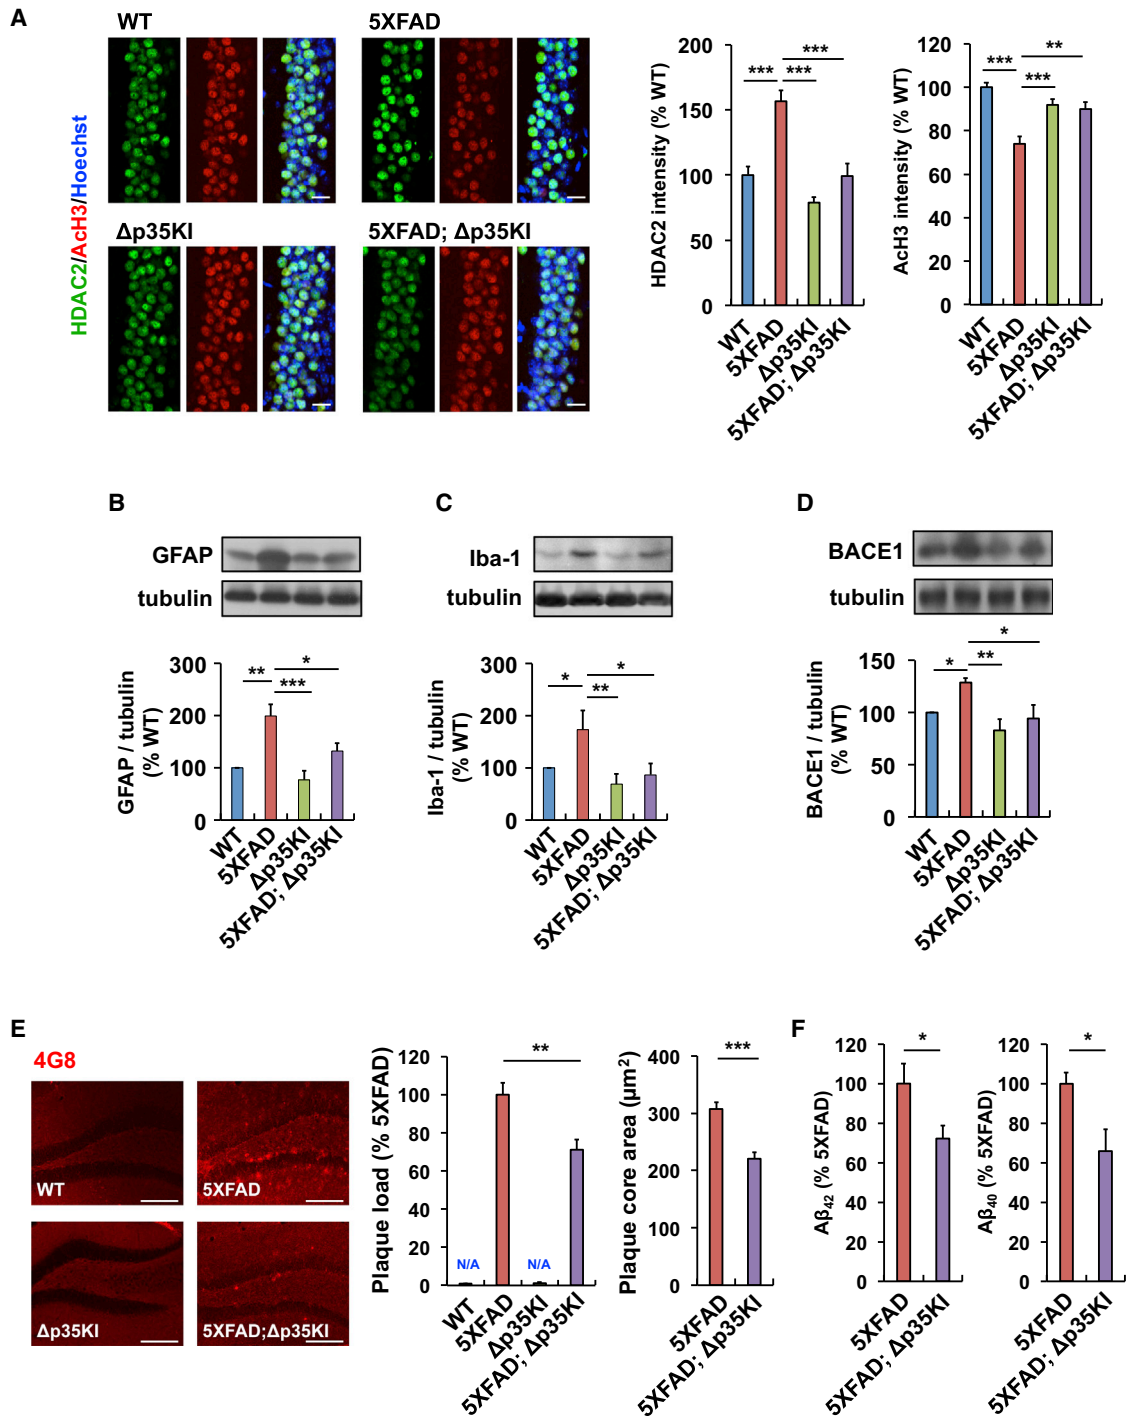 A
WT
5XFAD
Δp35KI
5XFAD; Δp35KI
HDAC2/AcH3/Hoechst
HDAC2 intensity (% WT)
200
150
100
50
0
***
***
***
WT
5XFAD
Δp35KI
5XFAD; Δp35KI
AcH3 intensity (% WT)
120
100
80
60
40
20
0
**
***
***
WT
5XFAD
Δp35KI
5XFAD; Δp35KI
B
GFAP
tubulin
GFAP / tubulin
(% WT)
300
200
100
0
*
**
***
WT
5XFAD
Δp35KI
5XFAD; Δp35KI
C
Iba-1
tubulin
Iba-1 / tubulin
(% WT)
300
200
100
0
*
*
**
WT
5XFAD
Δp35KI
5XFAD; Δp35KI
D
BACE1
tubulin
BACE1 / tubulin
(% WT)
150
100
50
0
*
*
**
WT
5XFAD
Δp35KI
5XFAD; Δp35KI
E
4G8
WT
5XFAD
Δp35KI
5XFAD;Δp35KI
Plaque load (% 5XFAD)
120
100
80
60
40
20
0
**
N/A
N/A
WT
5XFAD
Δp35KI
5XFAD; Δp35KI
Plaque core area (μm²)
400
300
200
100
0
***
5XFAD
5XFAD; Δp35KI
F
Aβ₄₂ (% 5XFAD)
120
100
80
60
40
20
0
*
5XFAD
5XFAD; Δp35KI
Aβ₄₀ (% 5XFAD)
120
100
80
60
40
20
0
*
5XFAD
5XFAD; Δp35KI